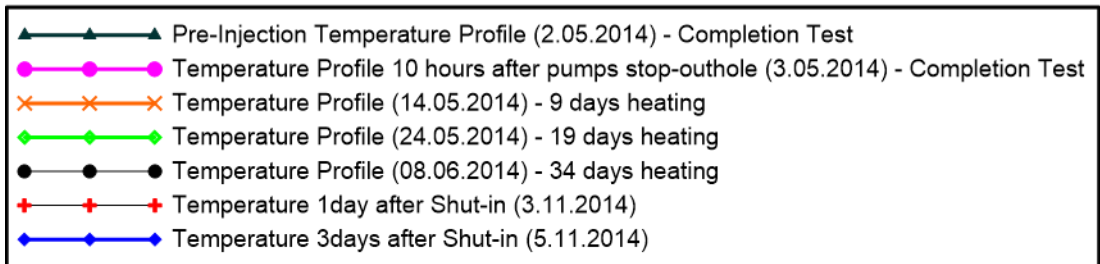 Pre-Injection Temperature Profile (2.05.2014) - Completion Test
Temperature Profile 10 hours after pumps stop-outhole (3.05.2014) - Completion Test
Temperature Profile (14.05.2014) - 9 days heating
Temperature Profile (24.05.2014) - 19 days heating
Temperature Profile (08.06.2014) - 34 days heating
Temperature 1day after Shut-in (3.11.2014)
Temperature 3days after Shut-in (5.11.2014)